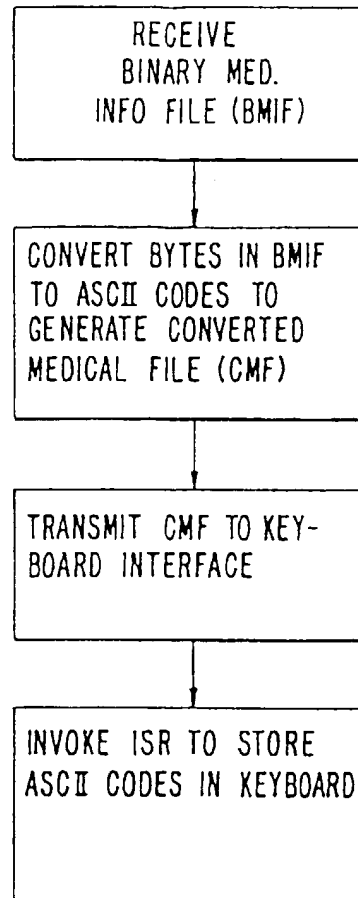 RECEIVE
BINARY MED.
INFO FILE (BMIF)
CONVERT BYTES IN BMIF
TO ASCII CODES TO
GENERATE CONVERTED
MEDICAL FILE (CMF)
TRANSMIT CMF TO KEY-
BOARD INTERFACE
INVOKE ISR TO STORE
ASCII CODES IN KEYBOARD